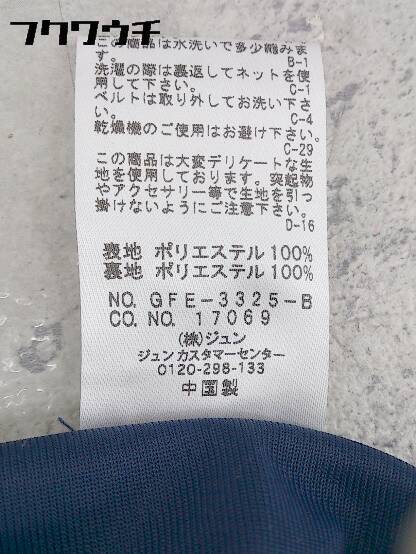 フクワウチ
この商品は水洗いで多少縮みま
す。
B-1
洗濯の際は裏返してネットを使
用して下さい。
C-1
ベルトは取り外してお洗い下さ
い。
C-4
乾燥機のご使用はお避け下さい。
C-29
この商品は大変デリケートな生
地を使用しております。突起物
やアクセサリー等で生地を引っ
掛けないようにご注意下さい。
D-16
表地 ポリエステル 100%
裏地 ポリエステル 100%
NO. GFE-3325-B
CO. NO. 17069
(株)ジュン
ジュンカスタマーセンター
0120-298-133
中国製